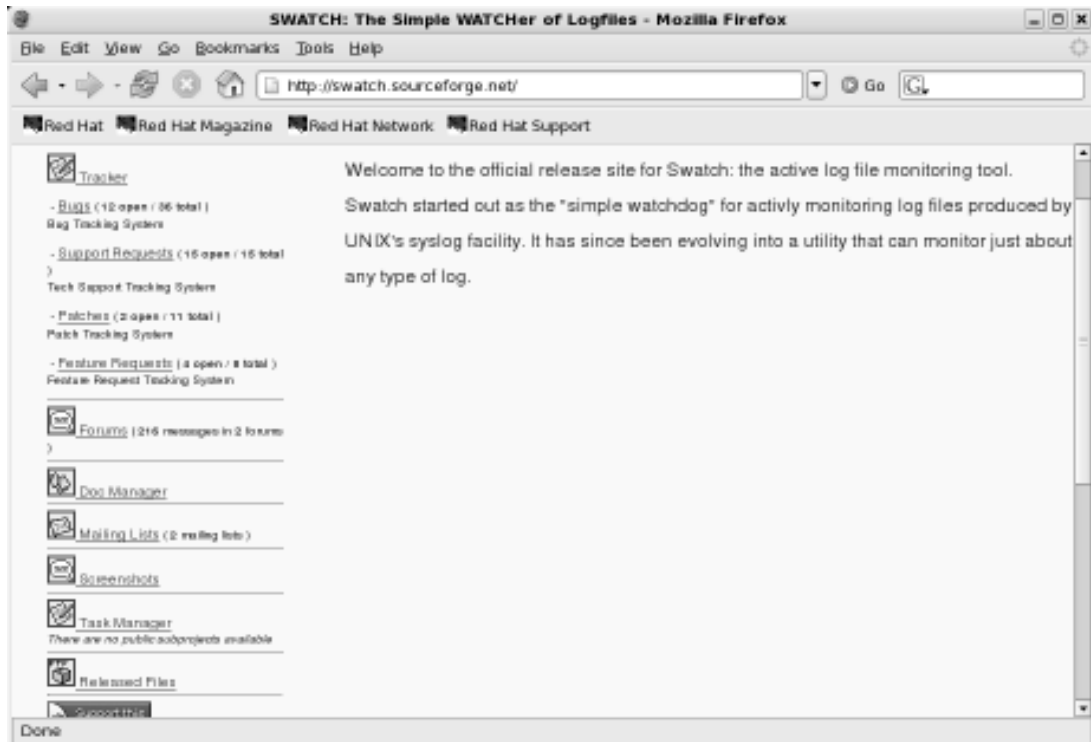 SWATCH: The Simple WATCHer of Logfiles - Mozilla Firefox
File Edit View Go Bookmarks Tools Help
http://swatch.sourceforge.net/ Go G
Red Hat Red Hat Magazine Red Hat Network Red Hat Support
Tracker
- Bugs (12 open / 36 total )
Bug Tracking System
- Support Requests (15 open / 15 total
)
Tech Support Tracking System
- Patches (2 open / 11 total )
Patch Tracking System
- Feature Requests ( open / total )
Feature Request Tracking System
Forums (216 messages in 2 forums
)
Doc Manager
Mailing Lists (2 mailing lists )
Screenshots
Task Manager
There are no public subprojects available
Released Files
Support this
Welcome to the official release site for Swatch: the active log file monitoring tool.
Swatch started out as the "simple watchdog" for activly monitoring log files produced by
UNIX's syslog facility. It has since been evolving into a utility that can monitor just about
any type of log.
Done